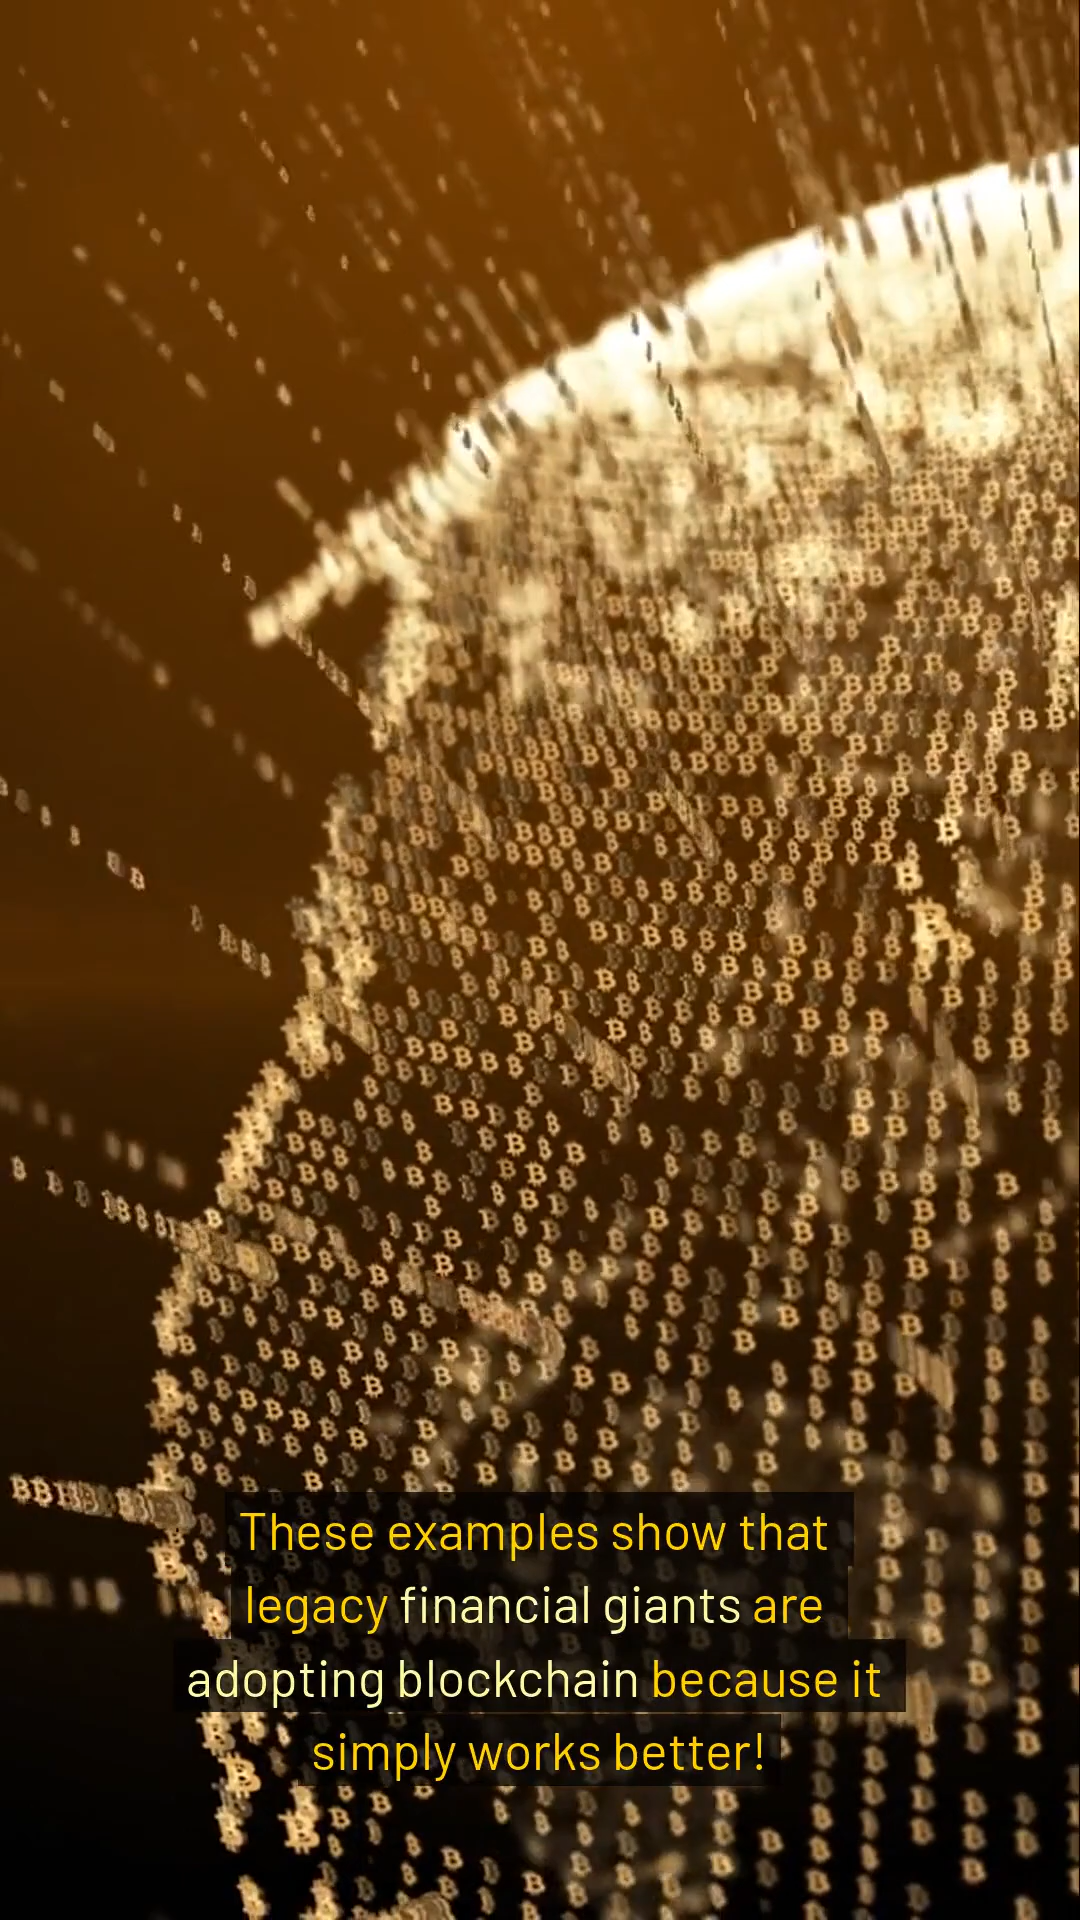 These examples show that
legacy financial giants are
adopting blockchain because it
simply works better!